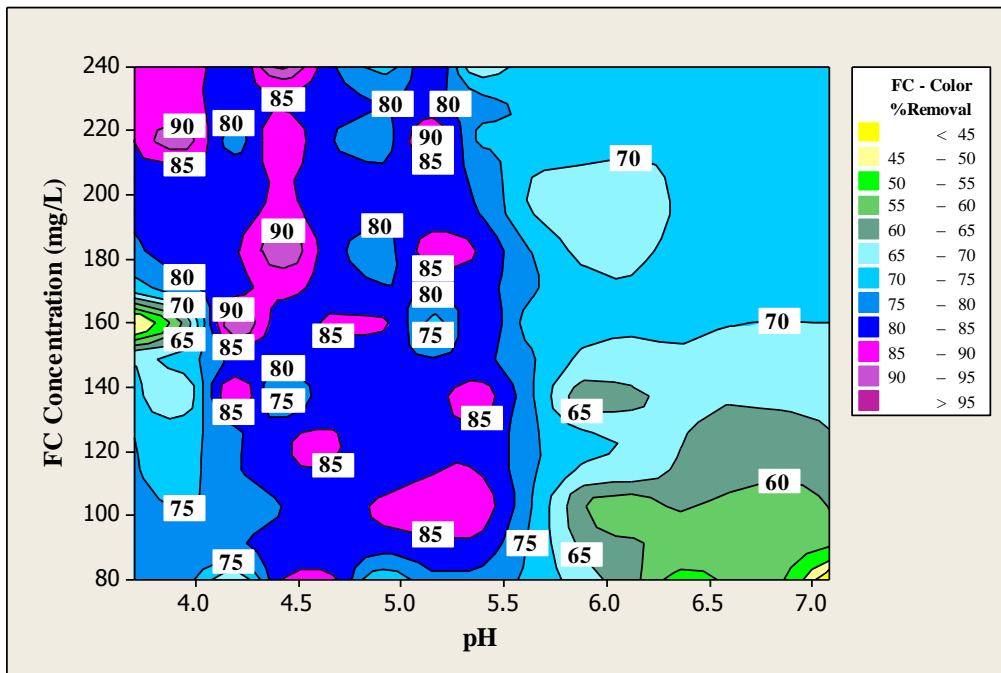 FC Concentration (mg/L)
240
220
200
180
160
140
120
100
80
4.0 4.5 5.0 5.5 6.0 6.5 7.0
pH
85 80 80
90 80 90
85 85
70
90 80
80 85
70 90 80 70
65 85 75
85
80
75
85 85 65
85
75 60
85 75
75 65
FC - Color
%Removal
< 45
45 – 50
50 – 55
55 – 60
60 – 65
65 – 70
70 – 75
75 – 80
80 – 85
85 – 90
90 – 95
> 95